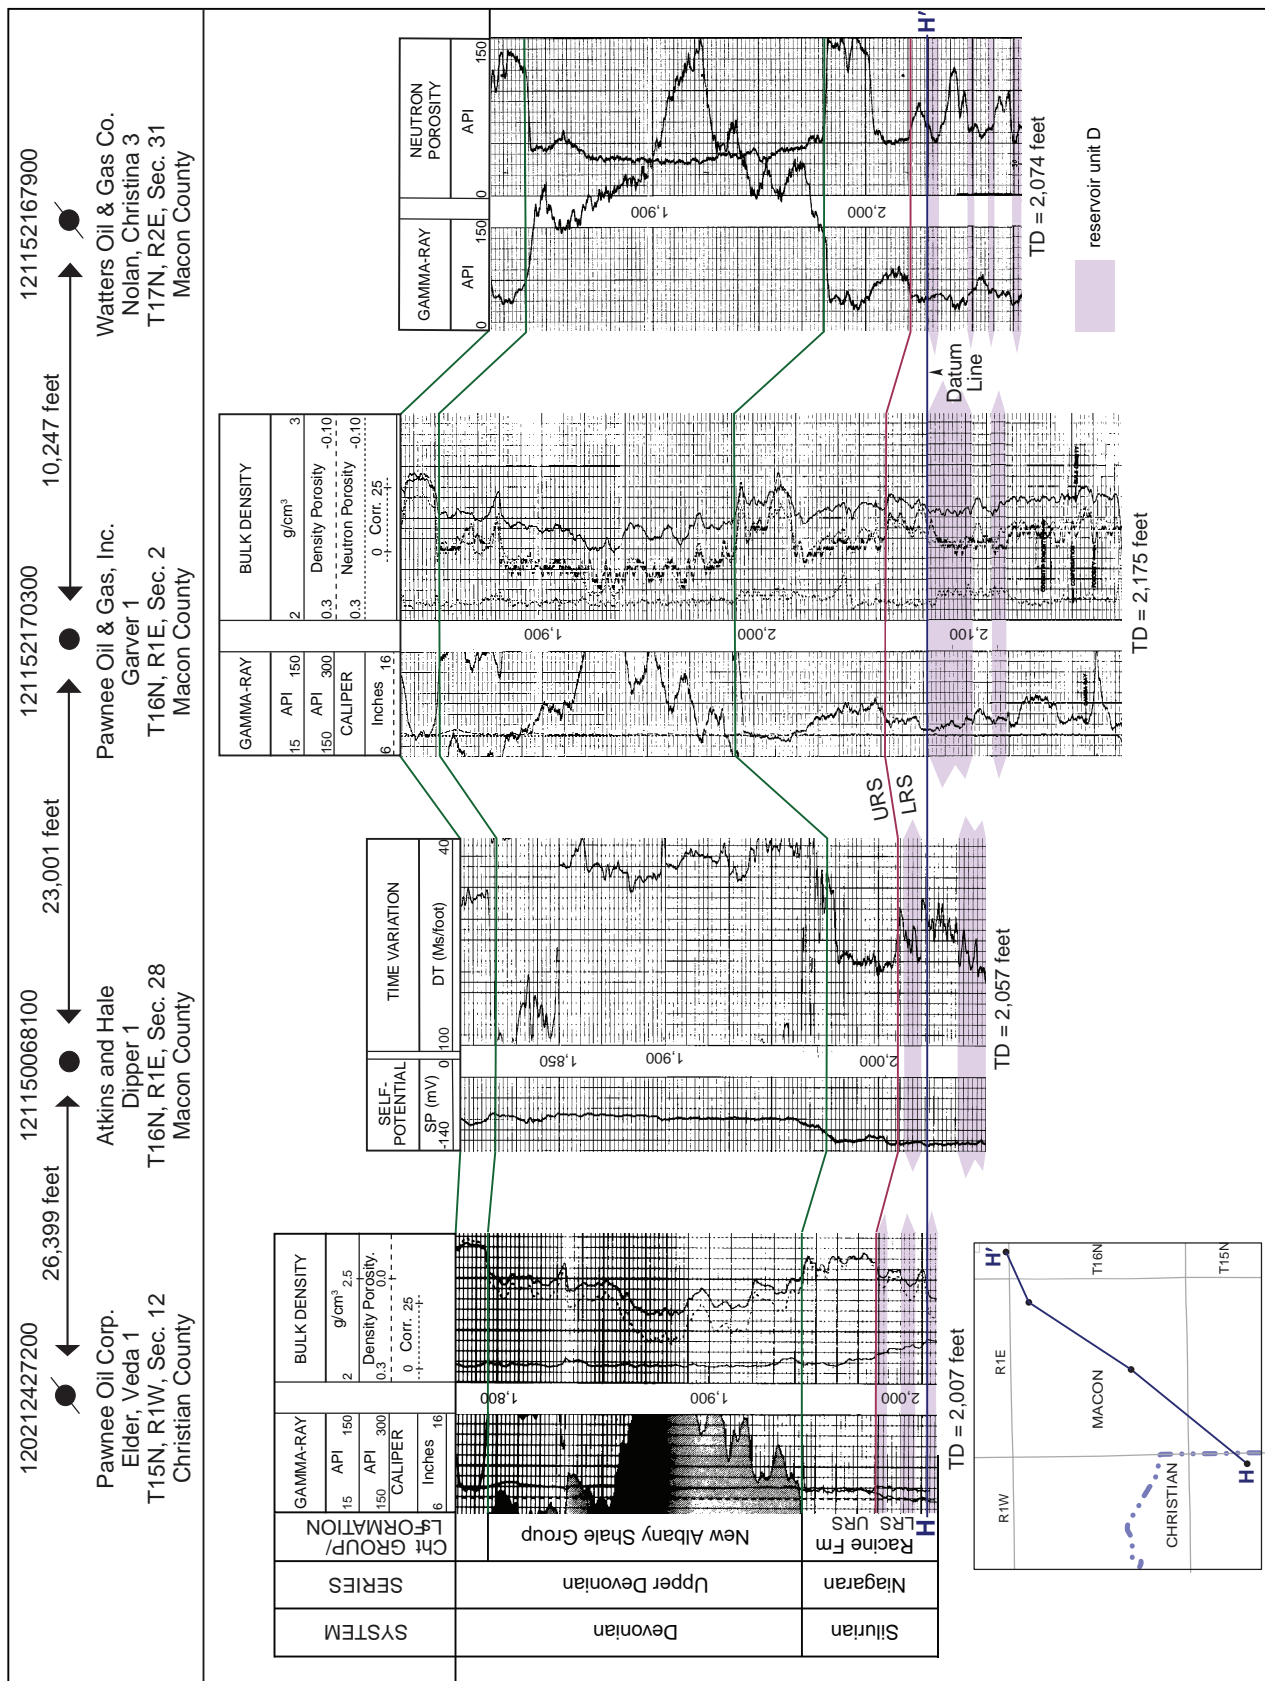 120212427200
26,399 feet
121150068100
23,001 feet
121152170300
10,247 feet
121152167900
Pawnee Oil Corp.
Elder, Veda 1
T15N, R1W, Sec. 12
Christian County
Atkins and Hale
Dipper 1
T16N, R1E, Sec. 28
Macon County
Pawnee Oil & Gas, Inc.
Garver 1
T16N, R1E, Sec. 2
Macon County
Watters Oil & Gas Co.
Nolan, Christina 3
T17N, R2E, Sec. 31
Macon County
SYSTEM
SERIES
GROUP/
FORMATION
Devonian
Upper Devonian
Cht Ls
New Albany Shale Group
Silurian
Niagaran
Racine Fm
URS
LRS
GAMMA-RAY
15 API 150
150 API 300
CALIPER
6 Inches 16
BULK DENSITY
2 g/cm³ 2.5
Density Porosity.
0.3 0.0
0 Corr. 25
1,800
1,900
2,000
TD = 2,007 feet
SELF-
POTENTIAL
SP (mV)
-140 0
TIME VARIATION
DT (Ms/foot)
100 40
1,850
1,900
2,000
TD = 2,057 feet
URS
LRS
GAMMA-RAY
15 API 150
150 API 300
CALIPER
6 Inches 16
BULK DENSITY
2 g/cm³ 3
Density Porosity
0.3 -0.10
Neutron Porosity
0.3 -0.10
0 Corr. 25
1,900
2,000
2,100
TD = 2,175 feet
GAMMA-RAY
API
0 150
NEUTRON
POROSITY
API
0 150
1,900
2,000
TD = 2,074 feet
H
H'
Datum
Line
reservoir unit D
R1W
R1E
T16N
T15N
MACON
CHRISTIAN
H
H'